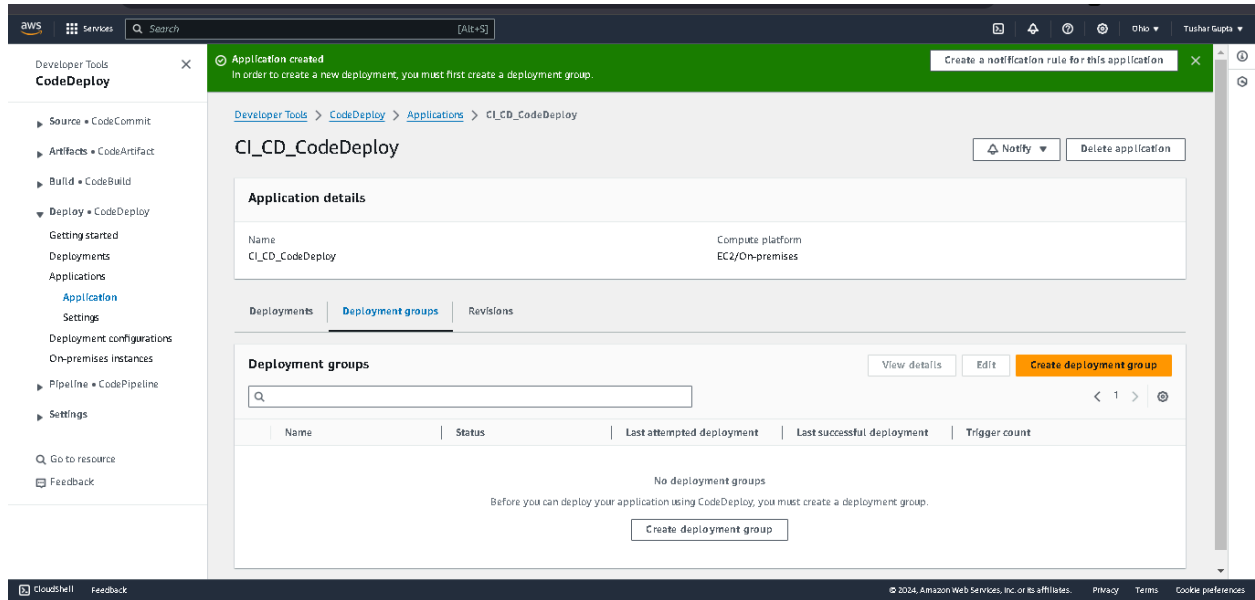 aws Services Search [Alt+S] Ohio Tushar Gupta
Developer Tools
CodeDeploy
Source • CodeCommit
Artifacts • CodeArtifact
Build • CodeBuild
Deploy • CodeDeploy
Getting started
Deployments
Applications
Application
Settings
Deployment configurations
On-premises instances
Pipeline • CodePipeline
Settings
Go to resource
Feedback
Application created
In order to create a new deployment, you must first create a deployment group.
Create a notification rule for this application
Developer Tools > CodeDeploy > Applications > CI_CD_CodeDeploy
CI_CD_CodeDeploy
Notify Delete application
Application details
Name Compute platform
CI_CD_CodeDeploy EC2/On-premises
Deployments Deployment groups Revisions
Deployment groups View details Edit Create deployment group
1
Name Status Last attempted deployment Last successful deployment Trigger count
No deployment groups
Before you can deploy your application using CodeDeploy, you must create a deployment group.
Create deployment group
CloudShell Feedback © 2024, Amazon Web Services, Inc. or its affiliates. Privacy Terms Cookie preferences